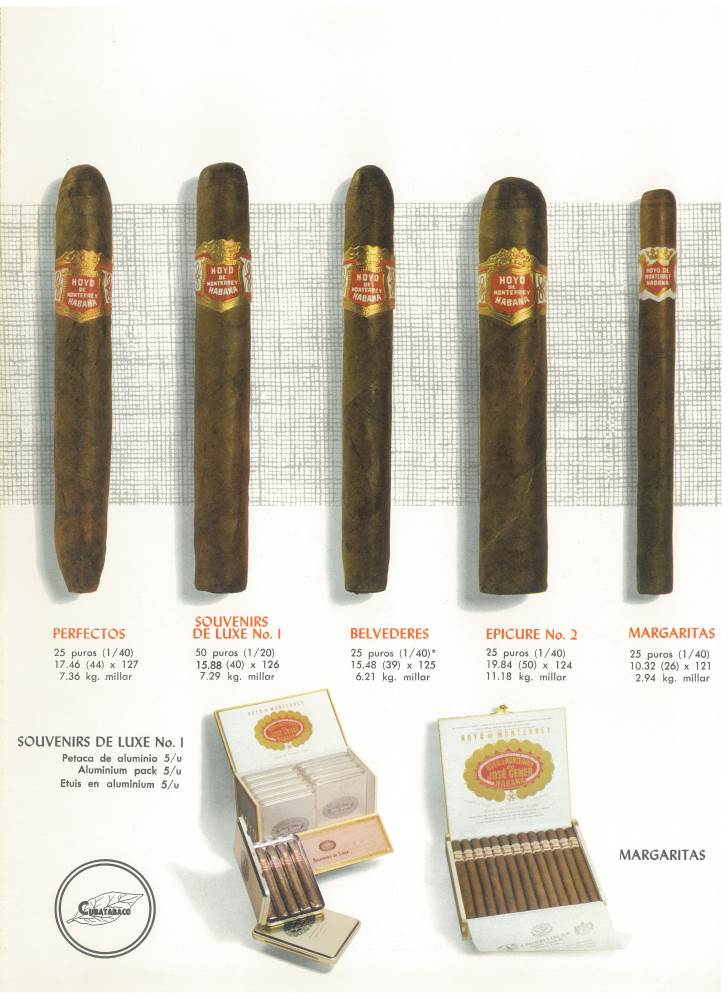 HOYO
DE
MONTERREY
HABANA
HOYO
DE
MONTERREY
HABANA
HOYO
DE
MONTERREY
HABANA
HOYO
DE
MONTERREY
HABANA
HOYO DE
MONTERREY
HABANA
PERFECTOS
25 puros (1/40)
17.46 (44) x 127
7.36 kg. millar
SOUVENIRS
DE LUXE No. 1
50 puros (1/20)
15.88 (40) x 126
7.29 kg. millar
BELVEDERES
25 puros (1/40)*
15.48 (39) x 125
6.21 kg. millar
EPICURE No. 2
25 puros (1/40)
19.84 (50) x 124
11.18 kg. millar
MARGARITAS
25 puros (1/40)
10.32 (26) x 121
2.94 kg. millar
SOUVENIRS DE LUXE No. 1
Petaca de aluminio 5/u
Aluminium pack 5/u
Etuis en aluminium 5/u
CUBATABACO
HOYO DE MONTERREY
HOYO DE MONTERREY
JOSÉ GENER
HABANA
MARGARITAS